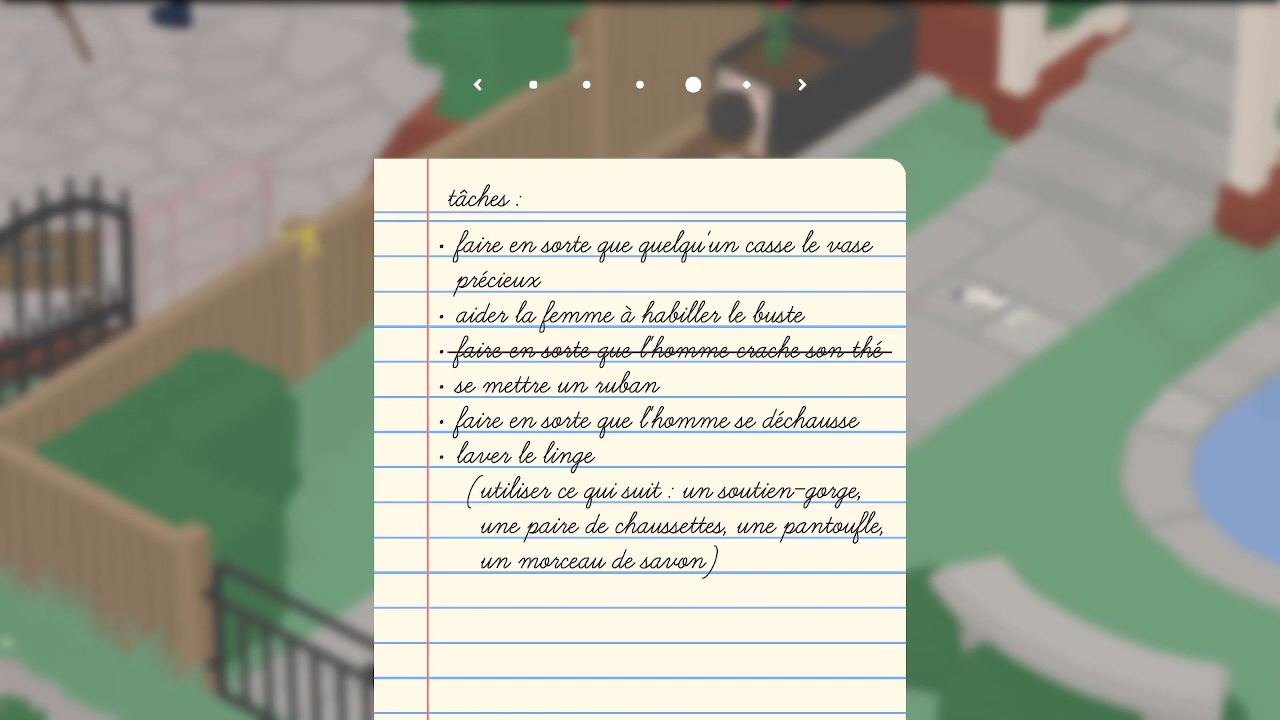 tâches :
• faire en sorte que quelqu'un casse le vase
précieux
• aider la femme à habiller le buste
• faire en sorte que l'homme crache son thé
• se mettre un ruban
• faire en sorte que l'homme se déchausse
• laver le linge
(utiliser ce qui suit : un soutien-gorge,
une paire de chaussettes, une pantoufle,
un morceau de savon)